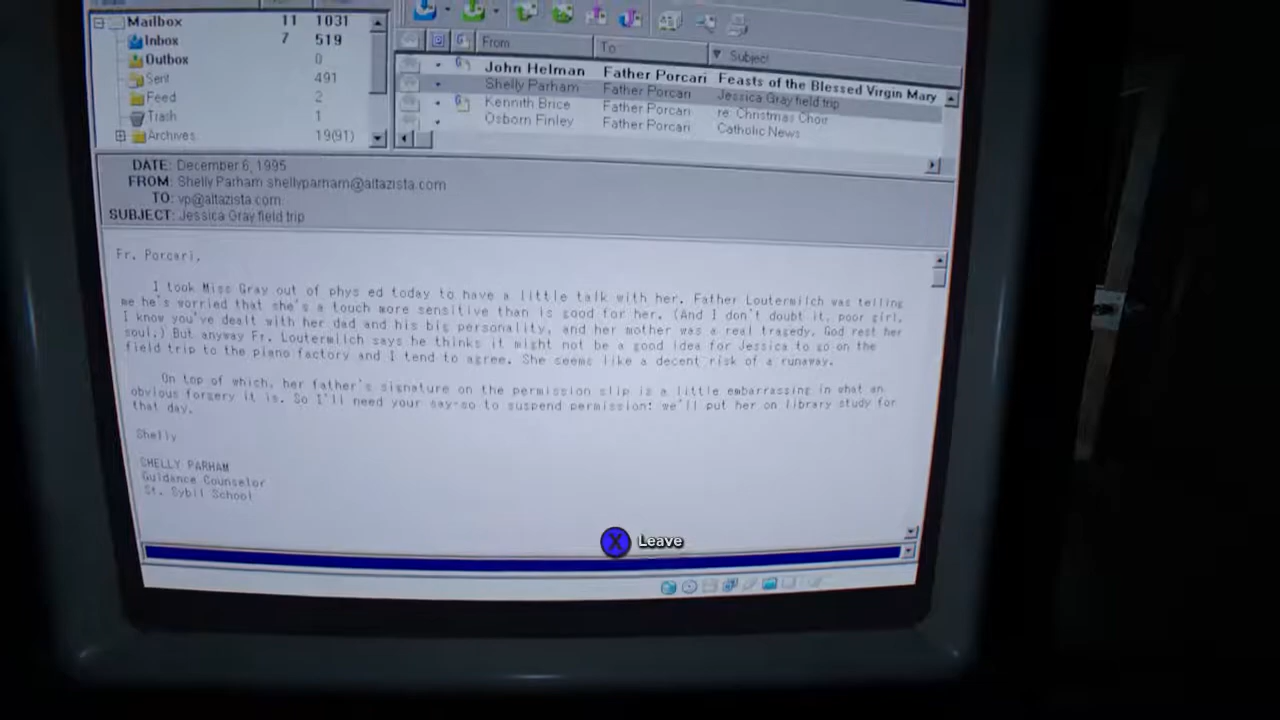 Mailbox 11 1031
Inbox 7 519
Outbox 0
Sent 491
Feed 2
Trash 1
Archives 19(91)
From To Subject
John Helman Father Porcari Feasts of the Blessed Virgin Mary
Shelly Parham Father Porcari Jessica Gray field trip
Kennith Brice Father Porcari re: Christmas Choir
Osborn Finley Father Porcari Catholic News
DATE: December 6, 1995
FROM: Shelly Parham shellyparham@altazista.com
TO: vp@altazista.com
SUBJECT: Jessica Gray field trip
Fr. Porcari,
I took Miss Gray out of phys ed today to have a little talk with her. Father Loutermilch was telling
me he's worried that she's a touch more sensitive than is good for her. (And I don't doubt it, poor girl,
I know you've dealt with her dad and his big personality, and her mother was a real tragedy, God rest her
soul.) But anyway Fr. Loutermilch says he thinks it might not be a good idea for Jessica to go on the
field trip to the piano factory and I tend to agree. She seems like a decent risk of a runaway.
On top of which, her father's signature on the permission slip is a little embarrassing in what an
obvious forgery it is. So I'll need your say-so to suspend permission; we'll put her on library study for
that day.
Shelly
SHELLY PARHAM
Guidance Counselor
St. Sybil School
X Leave